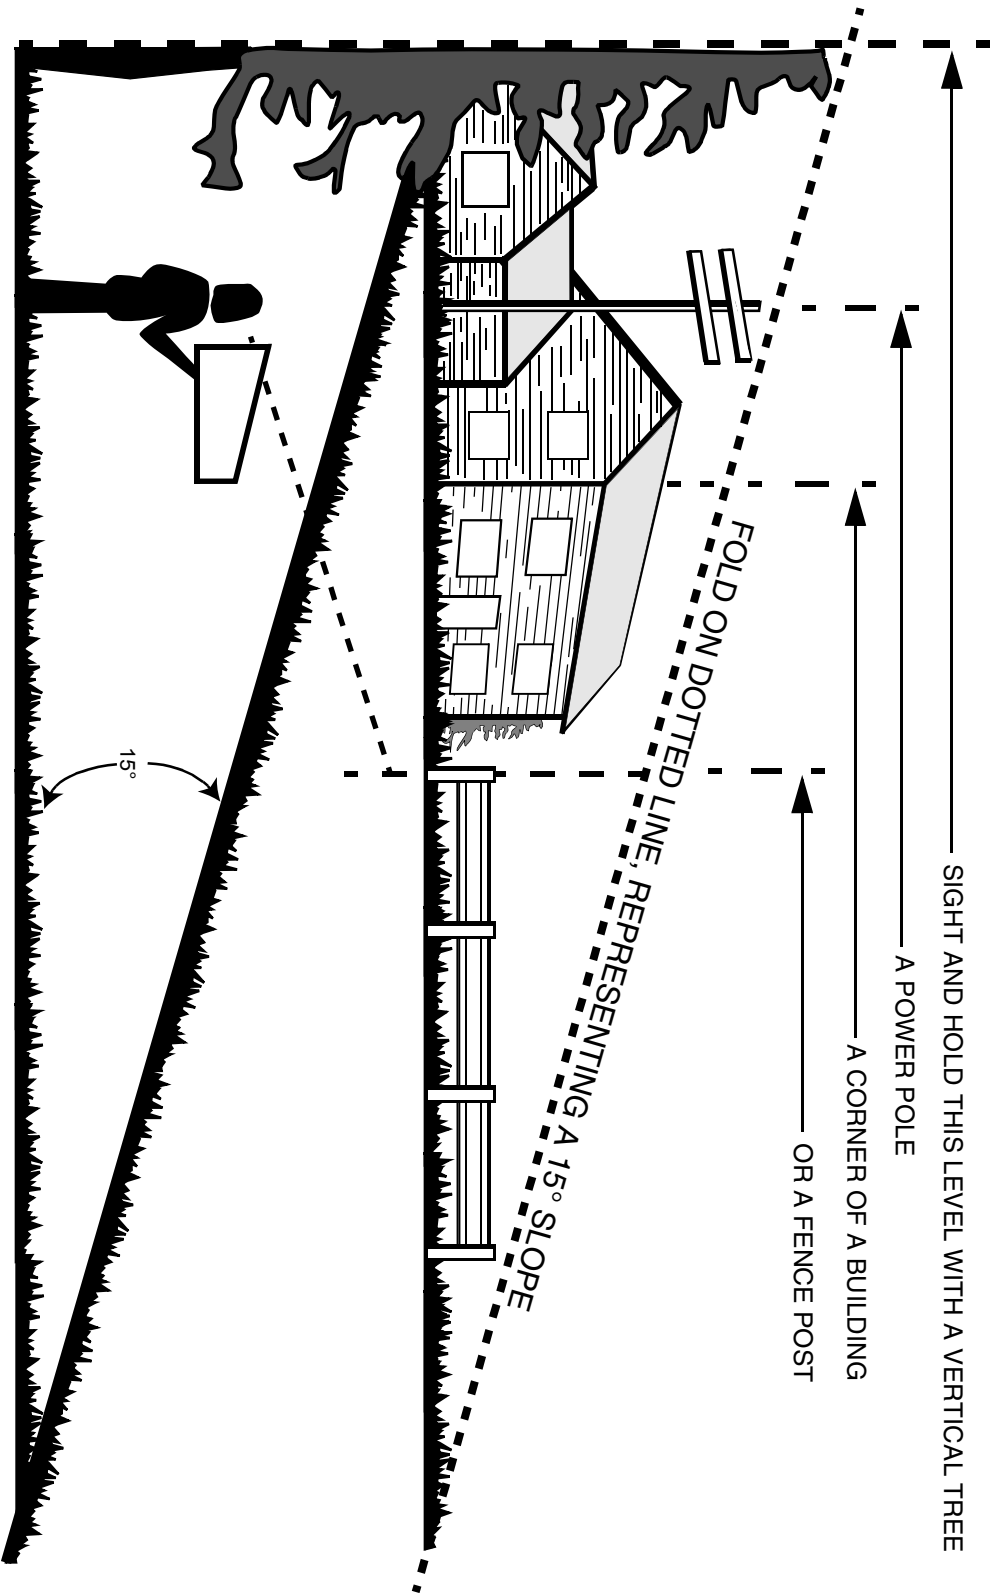 SIGHT AND HOLD THIS LEVEL WITH A VERTICAL TREE
A POWER POLE
A CORNER OF A BUILDING
OR A FENCE POST
FOLD ON DOTTED LINE, REPRESENTING A 15° SLOPE
15°